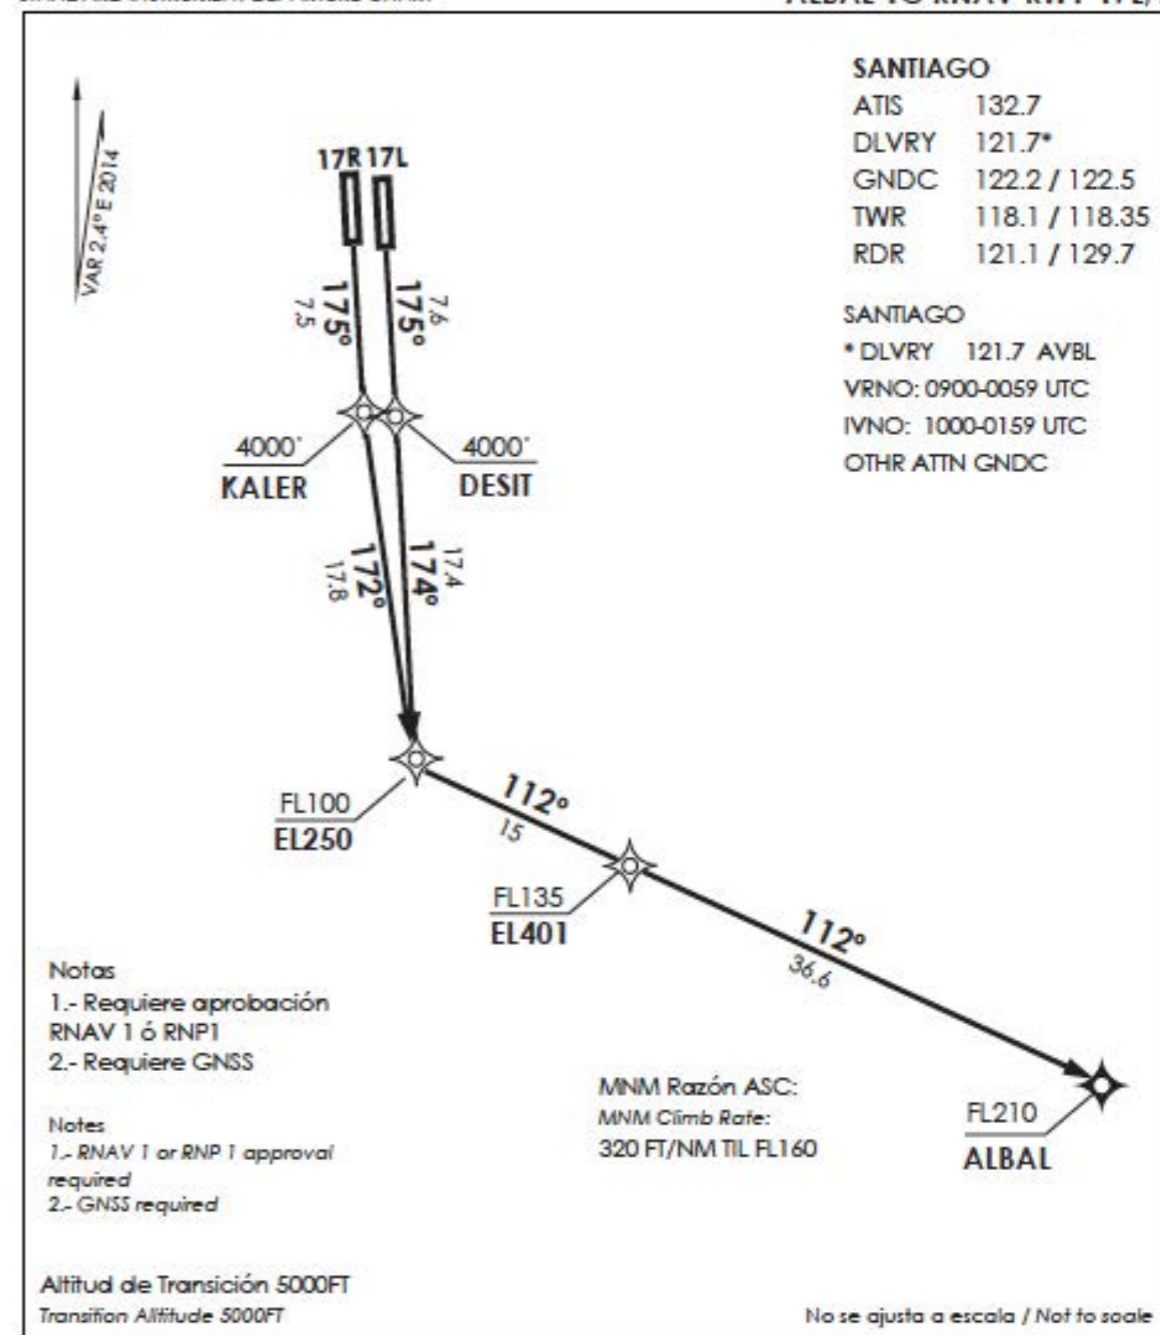 SANTIAGO
ATIS 132.7
DLVRY 121.7*
GNDC 122.2 / 122.5
TWR 118.1 / 118.35
RDR 121.1 / 129.7
SANTIAGO
* DLVRY 121.7 AVBL
VRNO: 0900-0059 UTC
IVNO: 1000-0159 UTC
OTHR ATTN GNDC
VAR 2.4° E 2014
17R 17L
175°
7.5
175°
7.6
4000'
KALER
4000'
DESIT
172°
17.8
174°
17.4
FL100
EL250
112°
15
FL135
EL401
112°
36.6
FL210
ALBAL
Notas
1.- Requiere aprobación
RNAV 1 ó RNP1
2.- Requiere GNSS
Notes
1.- RNAV 1 or RNP 1 approval
required
2.- GNSS required
MNM Razón ASC:
MNM Climb Rate:
320 FT/NM TIL FL160
Altitud de Transición 5000FT
Transition Altitude 5000FT
No se ajusta a escala / Not to scale